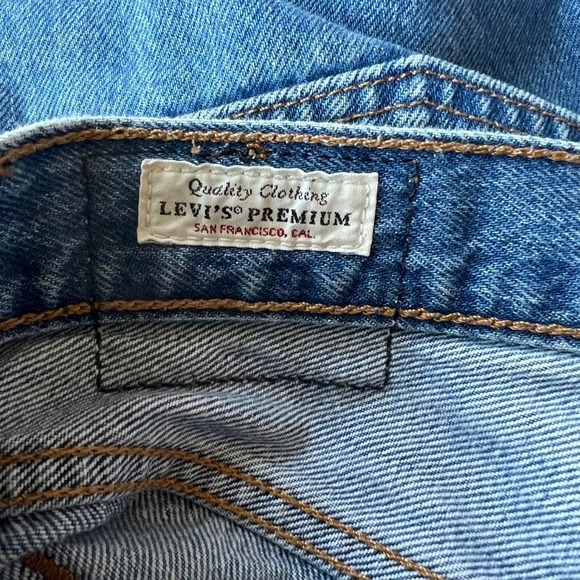 Quality Clothing
LEVI'S® PREMIUM
SAN FRANCISCO, CAL.